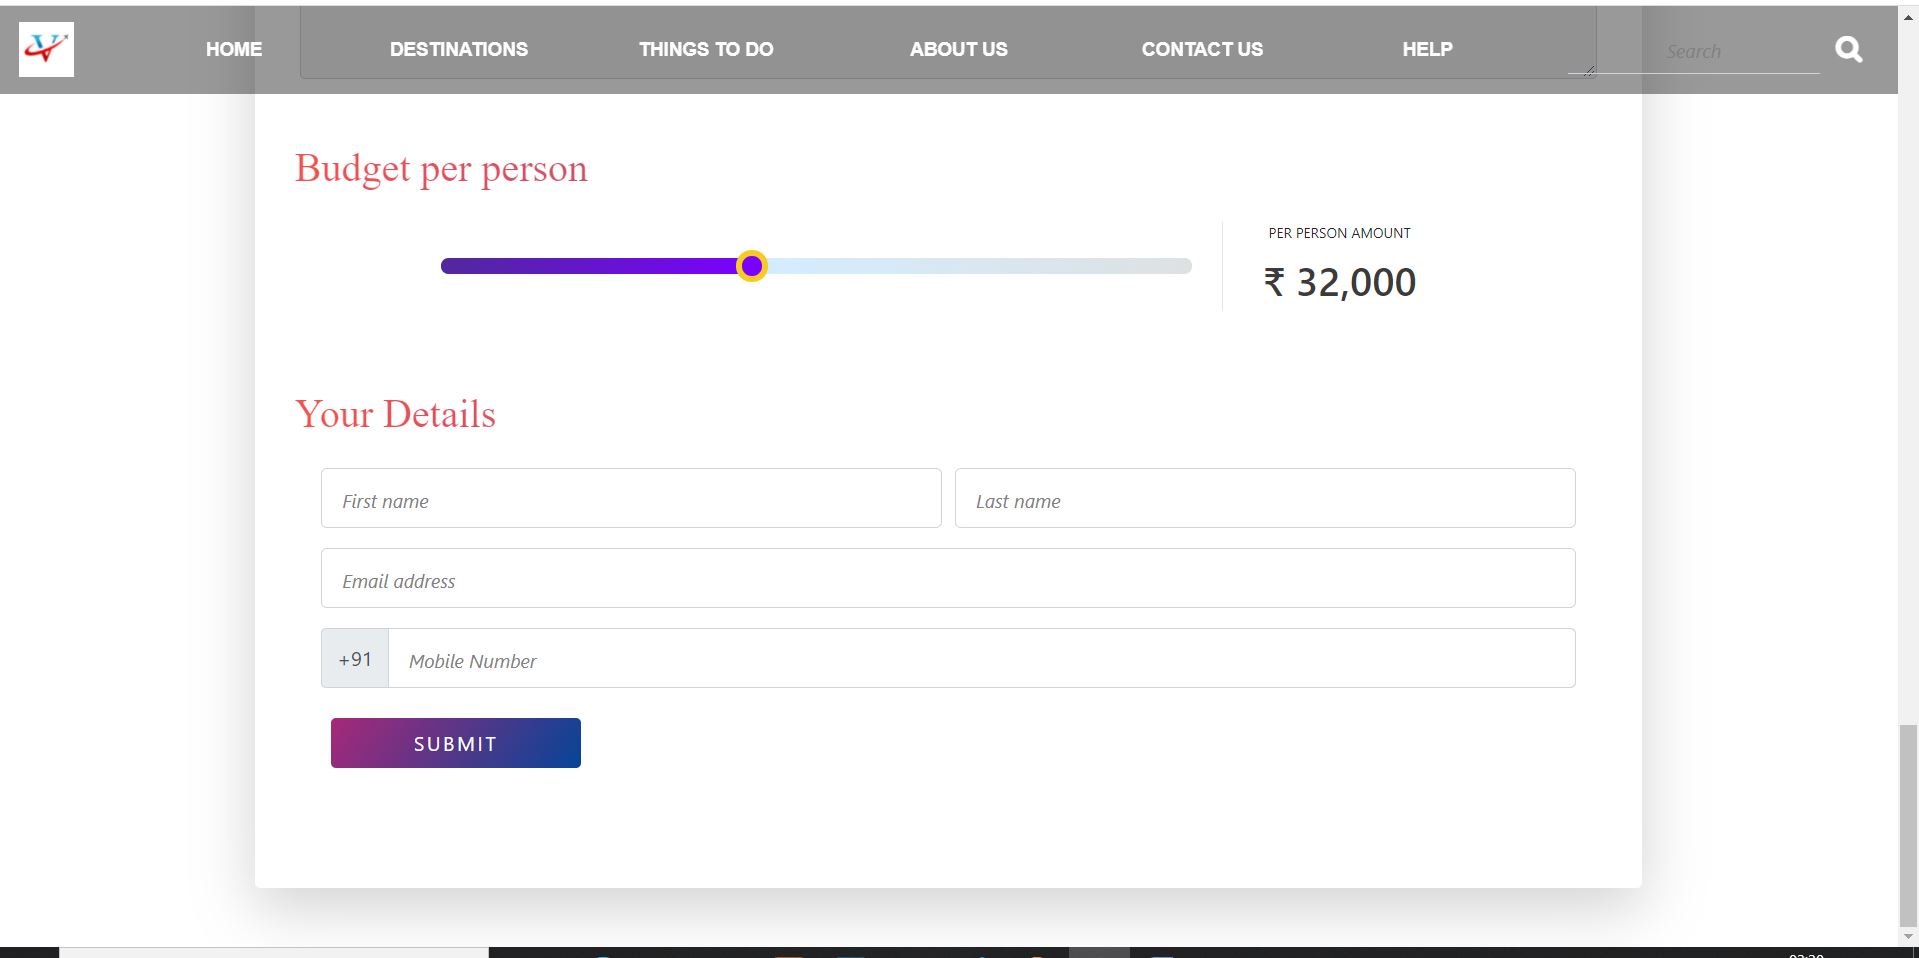 V
HOME DESTINATIONS THINGS TO DO ABOUT US CONTACT US HELP Search
Budget per person
PER PERSON AMOUNT
₹ 32,000
Your Details
First name Last name
Email address
+91 Mobile Number
SUBMIT